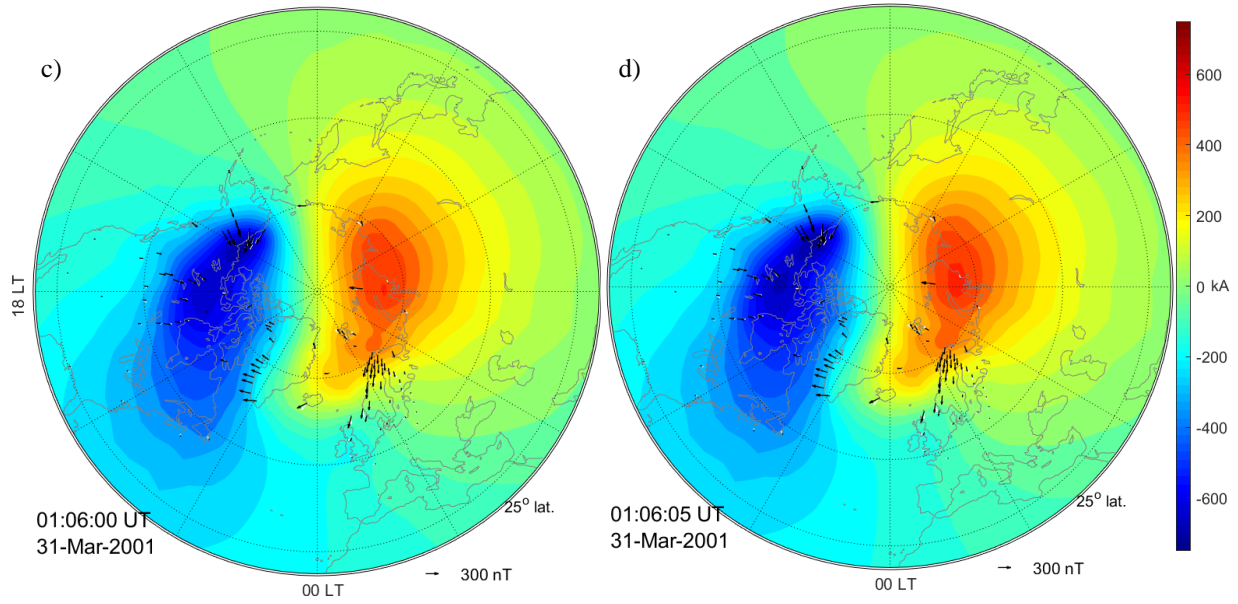 c)
18 LT
25° lat.
01:06:00 UT
31-Mar-2001
300 nT
00 LT
d)
25° lat.
01:06:05 UT
31-Mar-2001
300 nT
00 LT
600
400
200
0 kA
-200
-400
-600